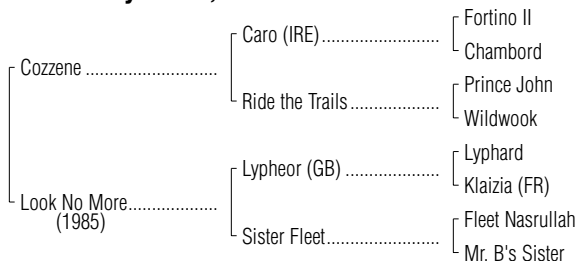 Fortino II
Caro (IRE)
Chambord
Cozzene
Prince John
Ride the Trails
Wildwook
Lyphard
Lypheor (GB)
Klaizia (FR)
Look No More
(1985)
Fleet Nasrullah
Sister Fleet
Mr. B's Sister